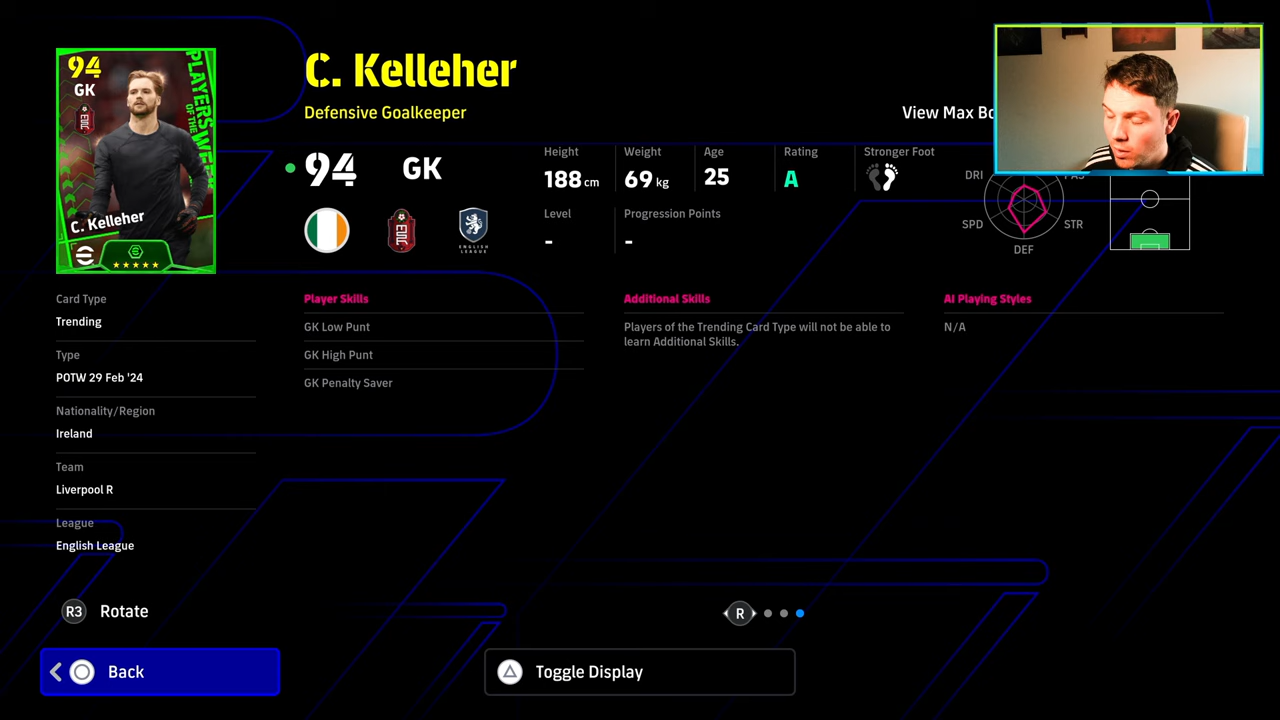 94
GK
PLAYERS
OF THE WEEK
C. Kelleher
C. Kelleher
Defensive Goalkeeper
View Max Bo
94
GK
Height
188 cm
Weight
69 kg
Age
25
Rating
A
Stronger Foot
Level
-
Progression Points
-
ENGLISH
LEAGUE
DRI
SPD
STR
DEF
Card Type
Trending
Type
POTW 29 Feb '24
Nationality/Region
Ireland
Team
Liverpool R
League
English League
Player Skills
GK Low Punt
GK High Punt
GK Penalty Saver
Additional Skills
Players of the Trending Card Type will not be able to
learn Additional Skills.
AI Playing Styles
N/A
R3 Rotate
R
Back
Toggle Display